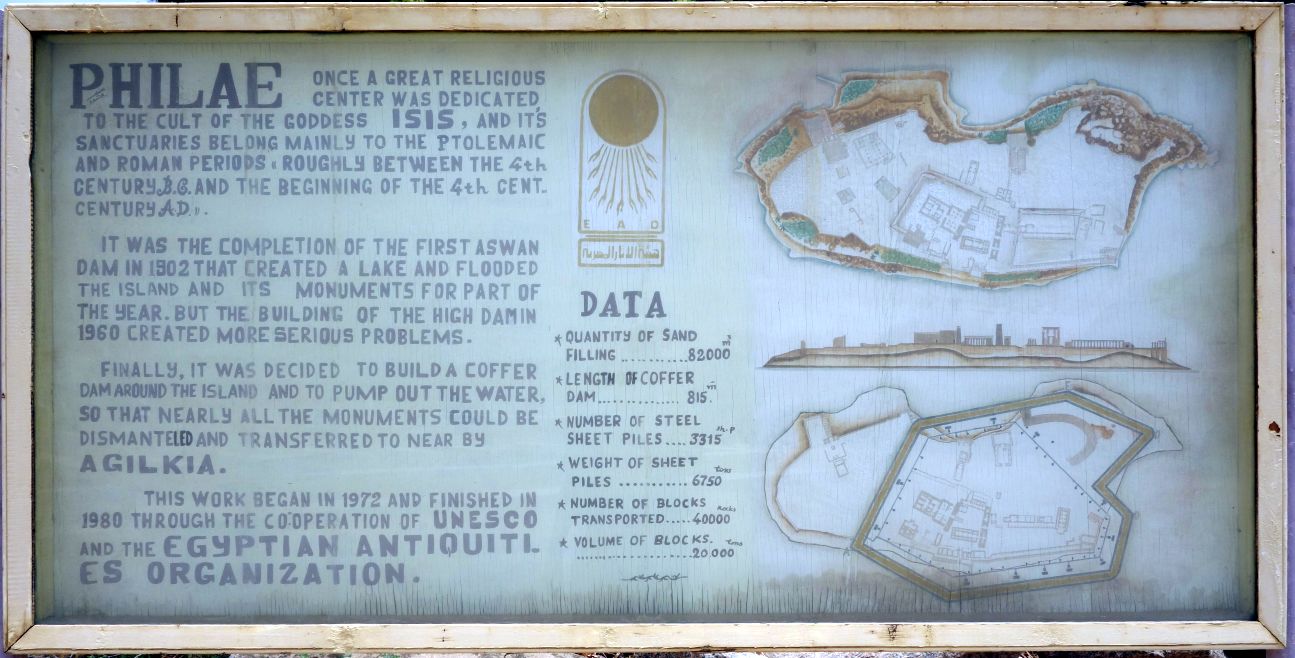 PHILAE ONCE A GREAT RELIGIOUS
CENTER WAS DEDICATED,
TO THE CULT OF THE GODDESS ISIS, AND IT'S
SANCTUARIES BELONG MAINLY TO THE PTOLEMAIC
AND ROMAN PERIODS. ROUGHLY BETWEEN THE 4th
CENTURY B.C. AND THE BEGINNING OF THE 4th CENT-
CENTURY A.D..
IT WAS THE COMPLETION OF THE FIRST ASWAN
DAM IN 1902 THAT CREATED A LAKE AND FLOODED
THE ISLAND AND ITS MONUMENTS FOR PART OF
THE YEAR. BUT THE BUILDING OF THE HIGH DAM IN
1960 CREATED MORE SERIOUS PROBLEMS.
FINALLY, IT WAS DECIDED TO BUILD A COFFER
DAM AROUND THE ISLAND AND TO PUMP OUT THE WATER,
SO THAT NEARLY ALL THE MONUMENTS COULD BE
DISMANTELED AND TRANSFERRED TO NEAR BY
AGILKIA.
THIS WORK BEGAN IN 1972 AND FINISHED IN
1980 THROUGH THE CO-OPERATION OF UNESCO
AND THE EGYPTIAN ANTIQUITI-
ES ORGANIZATION.
E A O
هيئة الآثار المصرية
DATA
* QUANTITY OF SAND
FILLING ........... 82000 m³
* LENGTH OF COFFER
DAM.............. 815 m
* NUMBER OF STEEL
SHEET PILES .... 3315 sh.p
* WEIGHT OF SHEET
PILES ............ 6750 tons
* NUMBER OF BLOCKS
TRANSPORTED..... 40000
* VOLUME OF BLOCKS.
.................... 20.000 tons